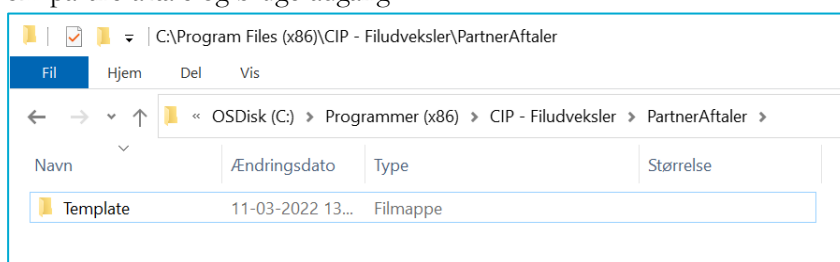 C:\Program Files (x86)\CIP - Filudveksler\PartnerAftaler
Fil Hjem Del Vis
« OSDisk (C:) > Programmer (x86) > CIP - Filudveksler > PartnerAftaler >
Navn Ændringsdato Type Størrelse
Template 11-03-2022 13... Filmappe